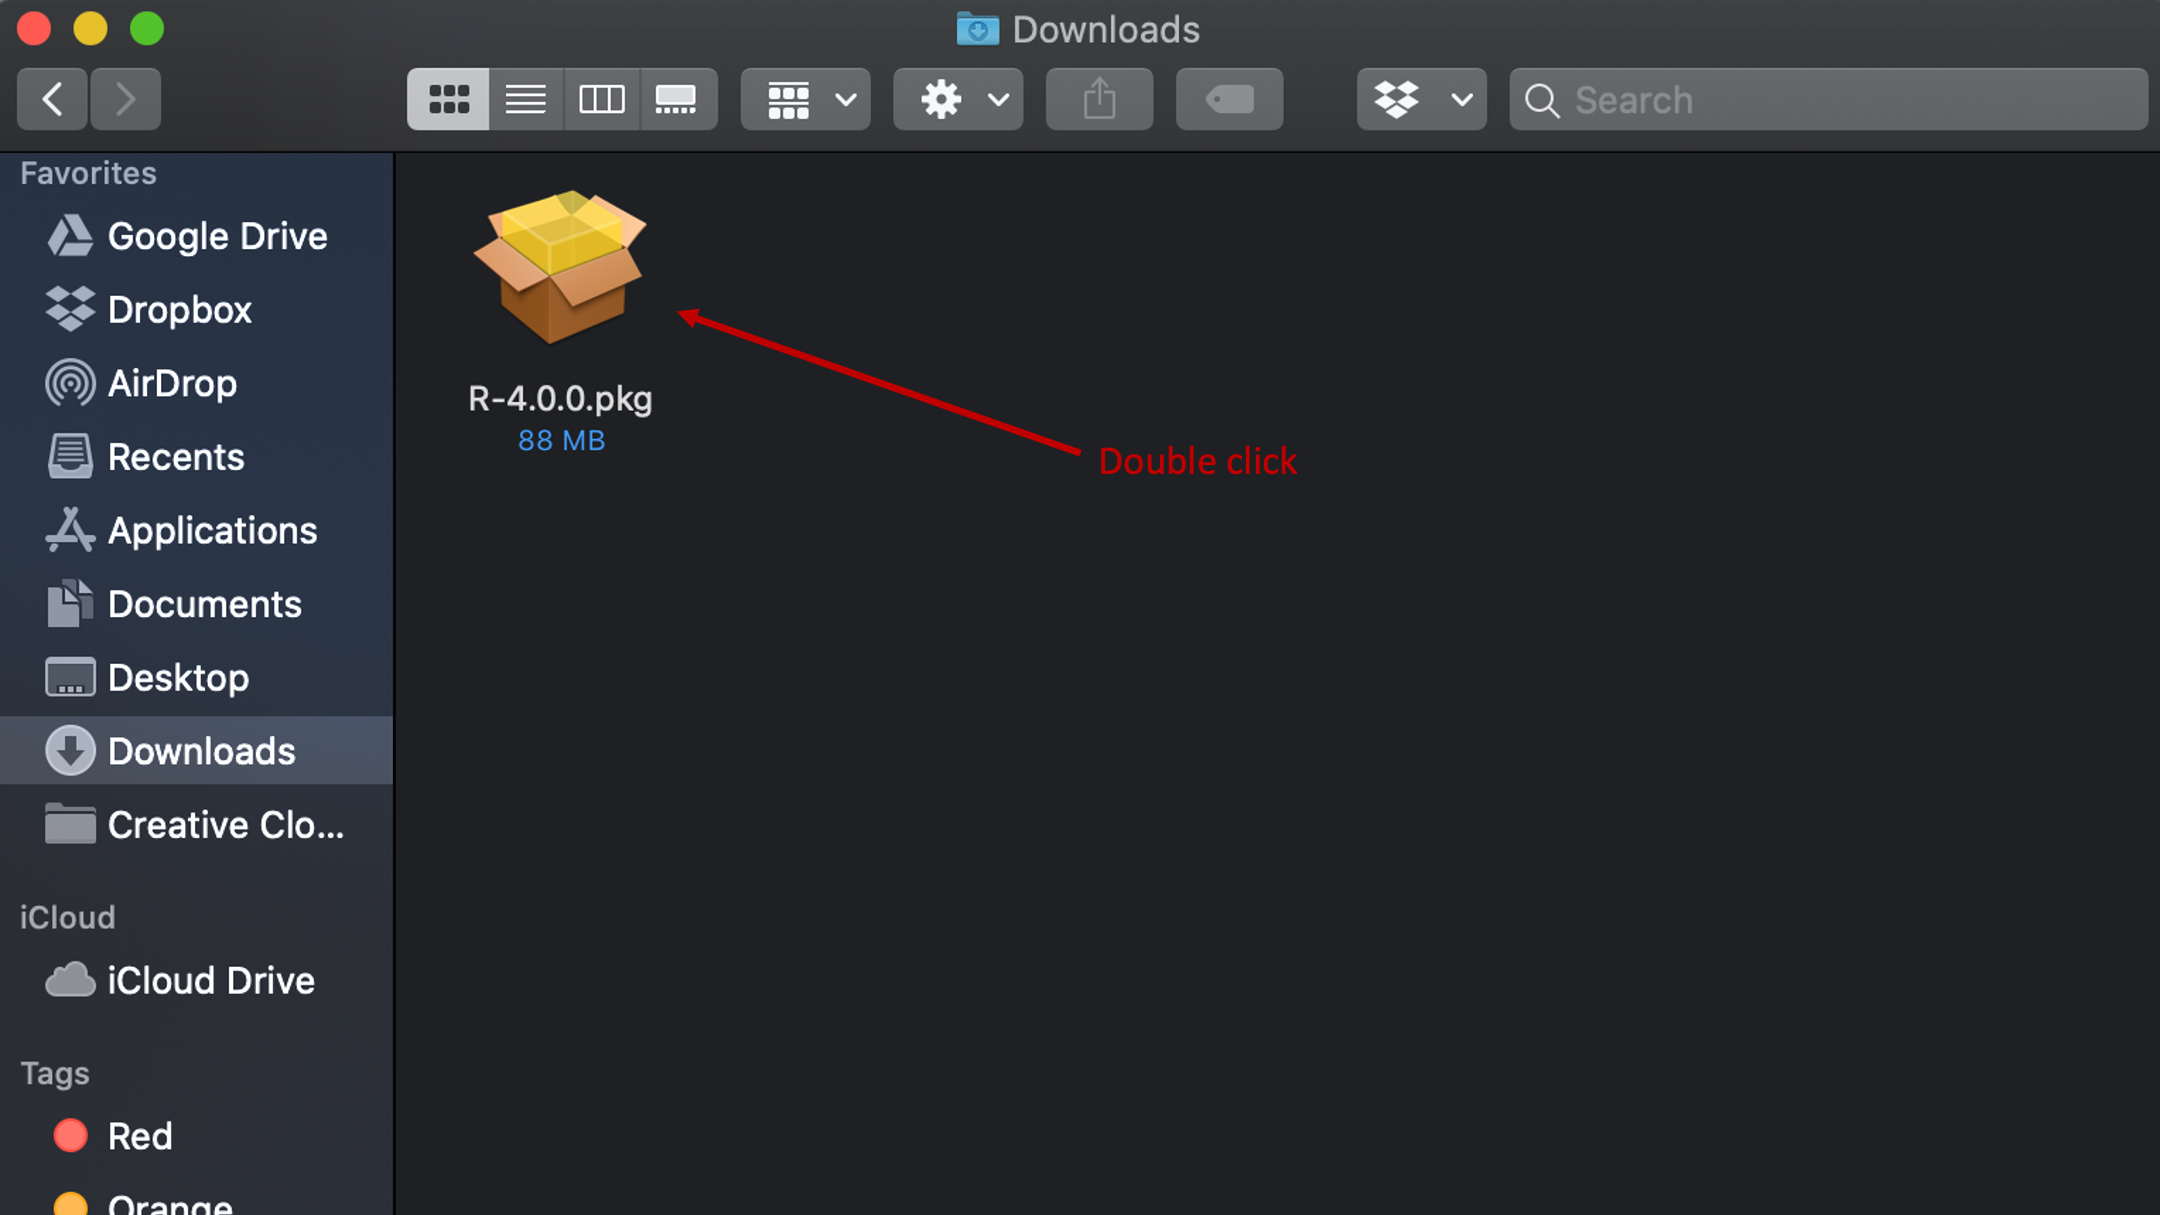 Downloads
Search
Favorites
Google Drive
Dropbox
AirDrop
Recents
Applications
Documents
Desktop
Downloads
Creative Clo...
iCloud
iCloud Drive
Tags
Red
Orange
R-4.0.0.pkg
88 MB
Double click